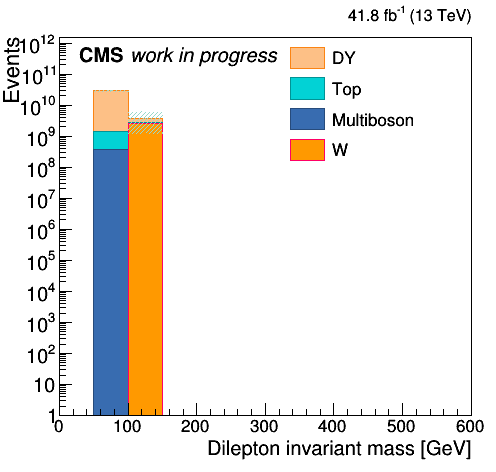 41.8 fb⁻¹ (13 TeV)
CMS work in progress
DY
Top
Multiboson
W
Events
10¹²
10¹¹
10¹⁰
10⁹
10⁸
10⁷
10⁶
10⁵
10⁴
10³
10²
10
1
0 100 200 300 400 500 600
Dilepton invariant mass [GeV]